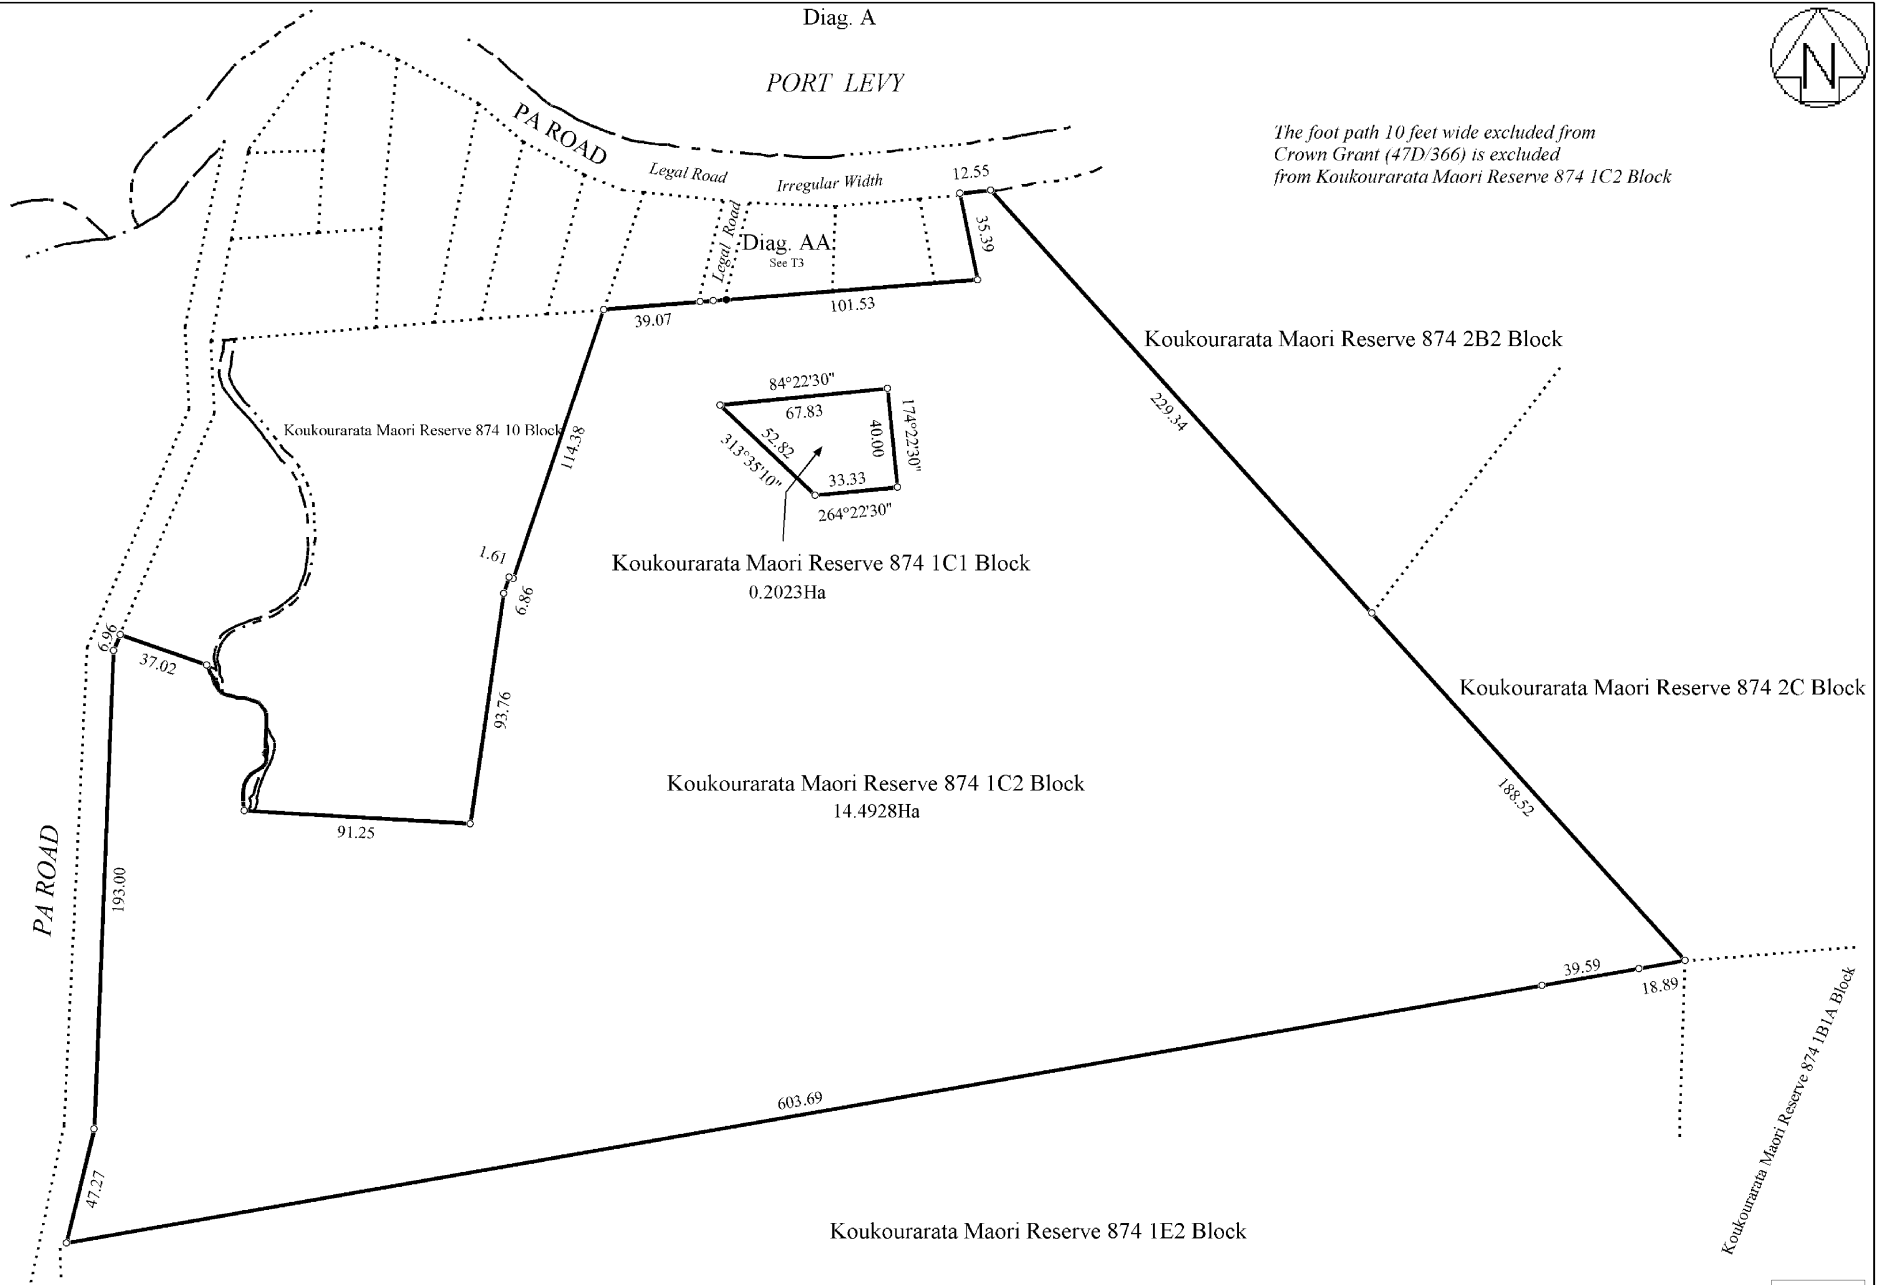 Diag. A
PORT LEVY
N
The foot path 10 feet wide excluded from
Crown Grant (47D/366) is excluded
from Koukourarata Maori Reserve 874 1C2 Block
PA ROAD
Legal Road
Irregular Width
12.55
35.39
Legal Road
Diag. AA
See T3
39.07
101.53
Koukourarata Maori Reserve 874 2B2 Block
229.34
84°22'30"
67.83
174°22'30"
40.00
52.82
313°35'10"
33.33
264°22'30"
Koukourarata Maori Reserve 874 10 Block
114.38
Koukourarata Maori Reserve 874 1C1 Block
0.2023Ha
1.61
6.86
6.96
37.02
93.76
Koukourarata Maori Reserve 874 2C Block
188.52
Koukourarata Maori Reserve 874 1C2 Block
14.4928Ha
91.25
PA ROAD
193.00
39.59
18.89
Koukourarata Maori Reserve 874 1B1A Block
603.69
47.27
Koukourarata Maori Reserve 874 1E2 Block